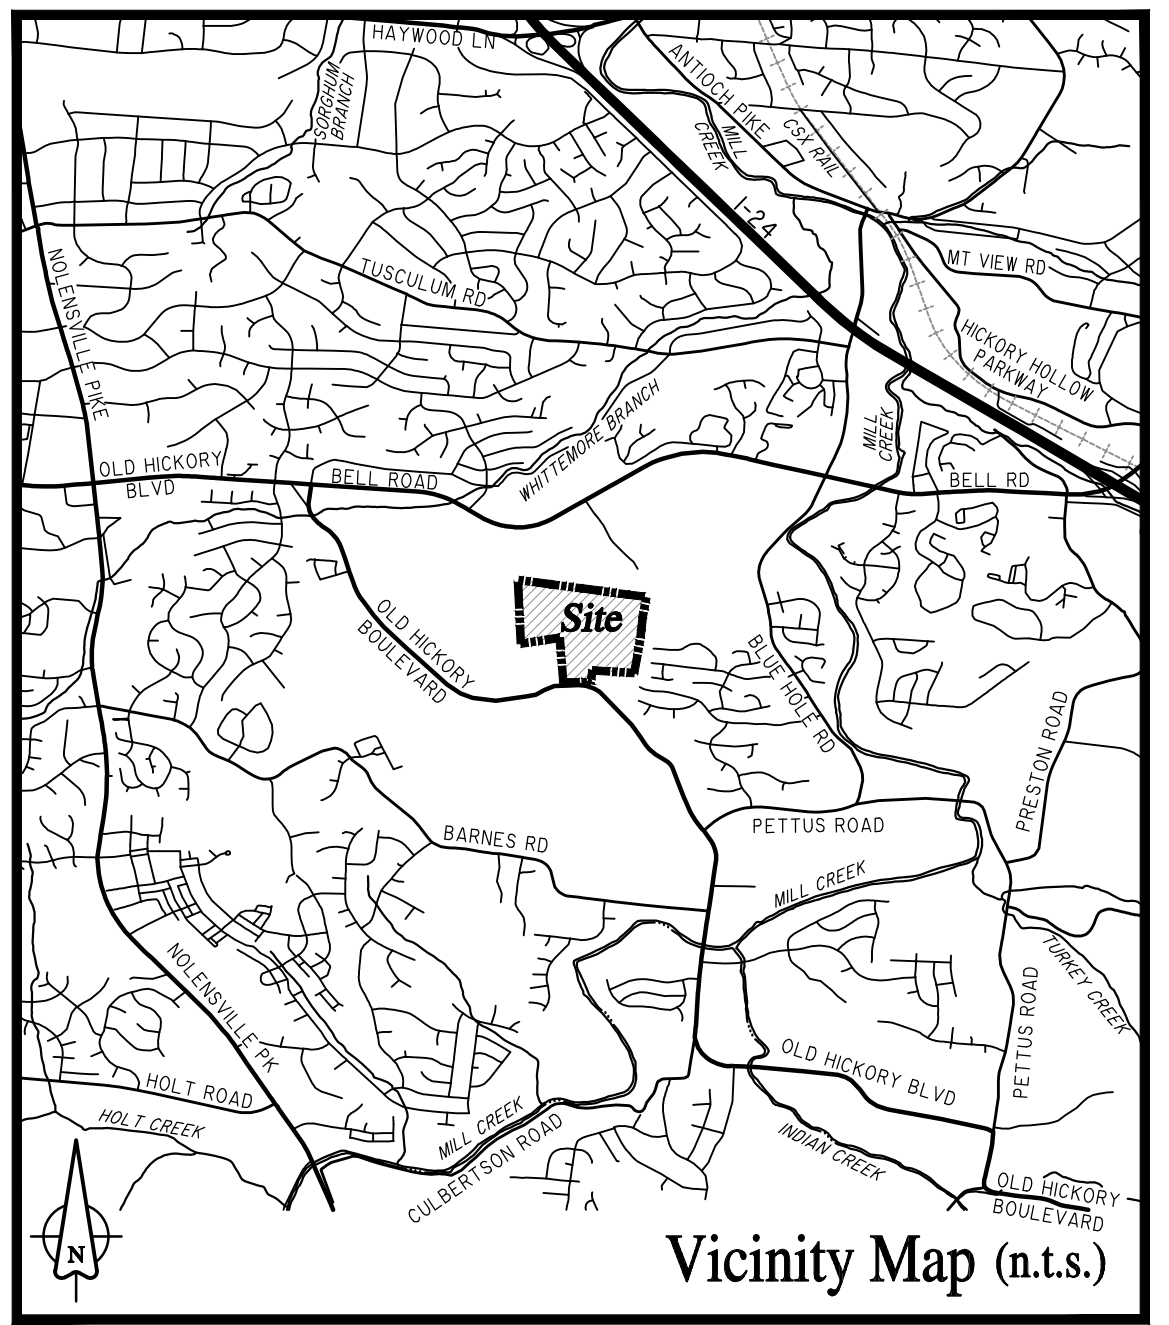 HAYWOOD LN
ANTIOCH PIKE
SORGHUM
BRANCH
CSX RAIL
MILL
CREEK
I-24
NOLENSVILLE PIKE
TUSCULUM RD
MT VIEW RD
HICKORY HOLLOW
PARKWAY
WHITTEMORE BRANCH
MILL
CREEK
OLD HICKORY
BLVD
BELL ROAD
BELL RD
Site
OLD HICKORY
BOULEVARD
BLUE HOLE RD
PRESTON ROAD
BARNES RD
PETTUS ROAD
MILL CREEK
NOLENSVILLE PK
TURKEY CREEK
PETTUS ROAD
OLD HICKORY BLVD
HOLT ROAD
HOLT CREEK
MILL CREEK
CULBERTSON ROAD
INDIAN CREEK
OLD HICKORY
BOULEVARD
N
Vicinity Map (n.t.s.)